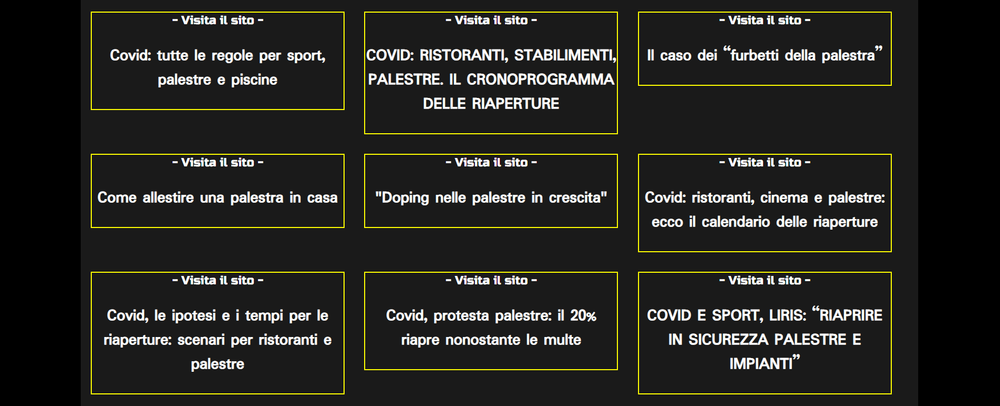 - Visita il sito -
Covid: tutte le regole per sport,
palestre e piscine
- Visita il sito -
COVID: RISTORANTI, STABILIMENTI,
PALESTRE. IL CRONOPROGRAMMA
DELLE RIAPERTURE
- Visita il sito -
Il caso dei “furbetti della palestra”
- Visita il sito -
Come allestire una palestra in casa
- Visita il sito -
"Doping nelle palestre in crescita"
- Visita il sito -
Covid: ristoranti, cinema e palestre:
ecco il calendario delle riaperture
- Visita il sito -
Covid, le ipotesi e i tempi per le
riaperture: scenari per ristoranti e
palestre
- Visita il sito -
Covid, protesta palestre: il 20%
riapre nonostante le multe
- Visita il sito -
COVID E SPORT, LIRIS: “RIAPRIRE
IN SICUREZZA PALESTRE E
IMPIANTI”